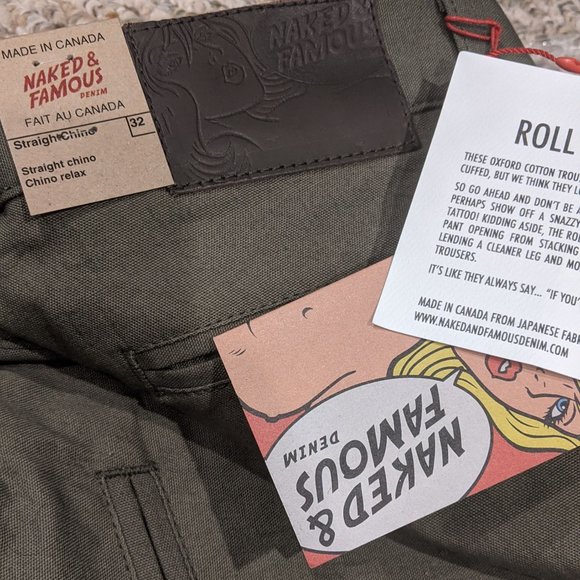 MADE IN CANADA
NAKED &
FAMOUS
DENIM
FAIT AU CANADA
Straight Chino
32
Straight chino
Chino relax
NAKED &
FAMOUS
ROLL
THESE OXFORD COTTON TROU
CUFFED, BUT WE THINK THEY L
SO GO AHEAD AND DON'T BE A
PERHAPS SHOW OFF A SNAZZY
TATTOO! KIDDING ASIDE, THE RO
PANT OPENING FROM STACKING
LENDING A CLEANER LEG AND MO
TROUSERS.
IT'S LIKE THEY ALWAYS SAY... "IF YOU'
MADE IN CANADA FROM JAPANESE FABR
WWW.NAKEDANDFAMOUSDENIM.COM
NAKED &
FAMOUS
DENIM